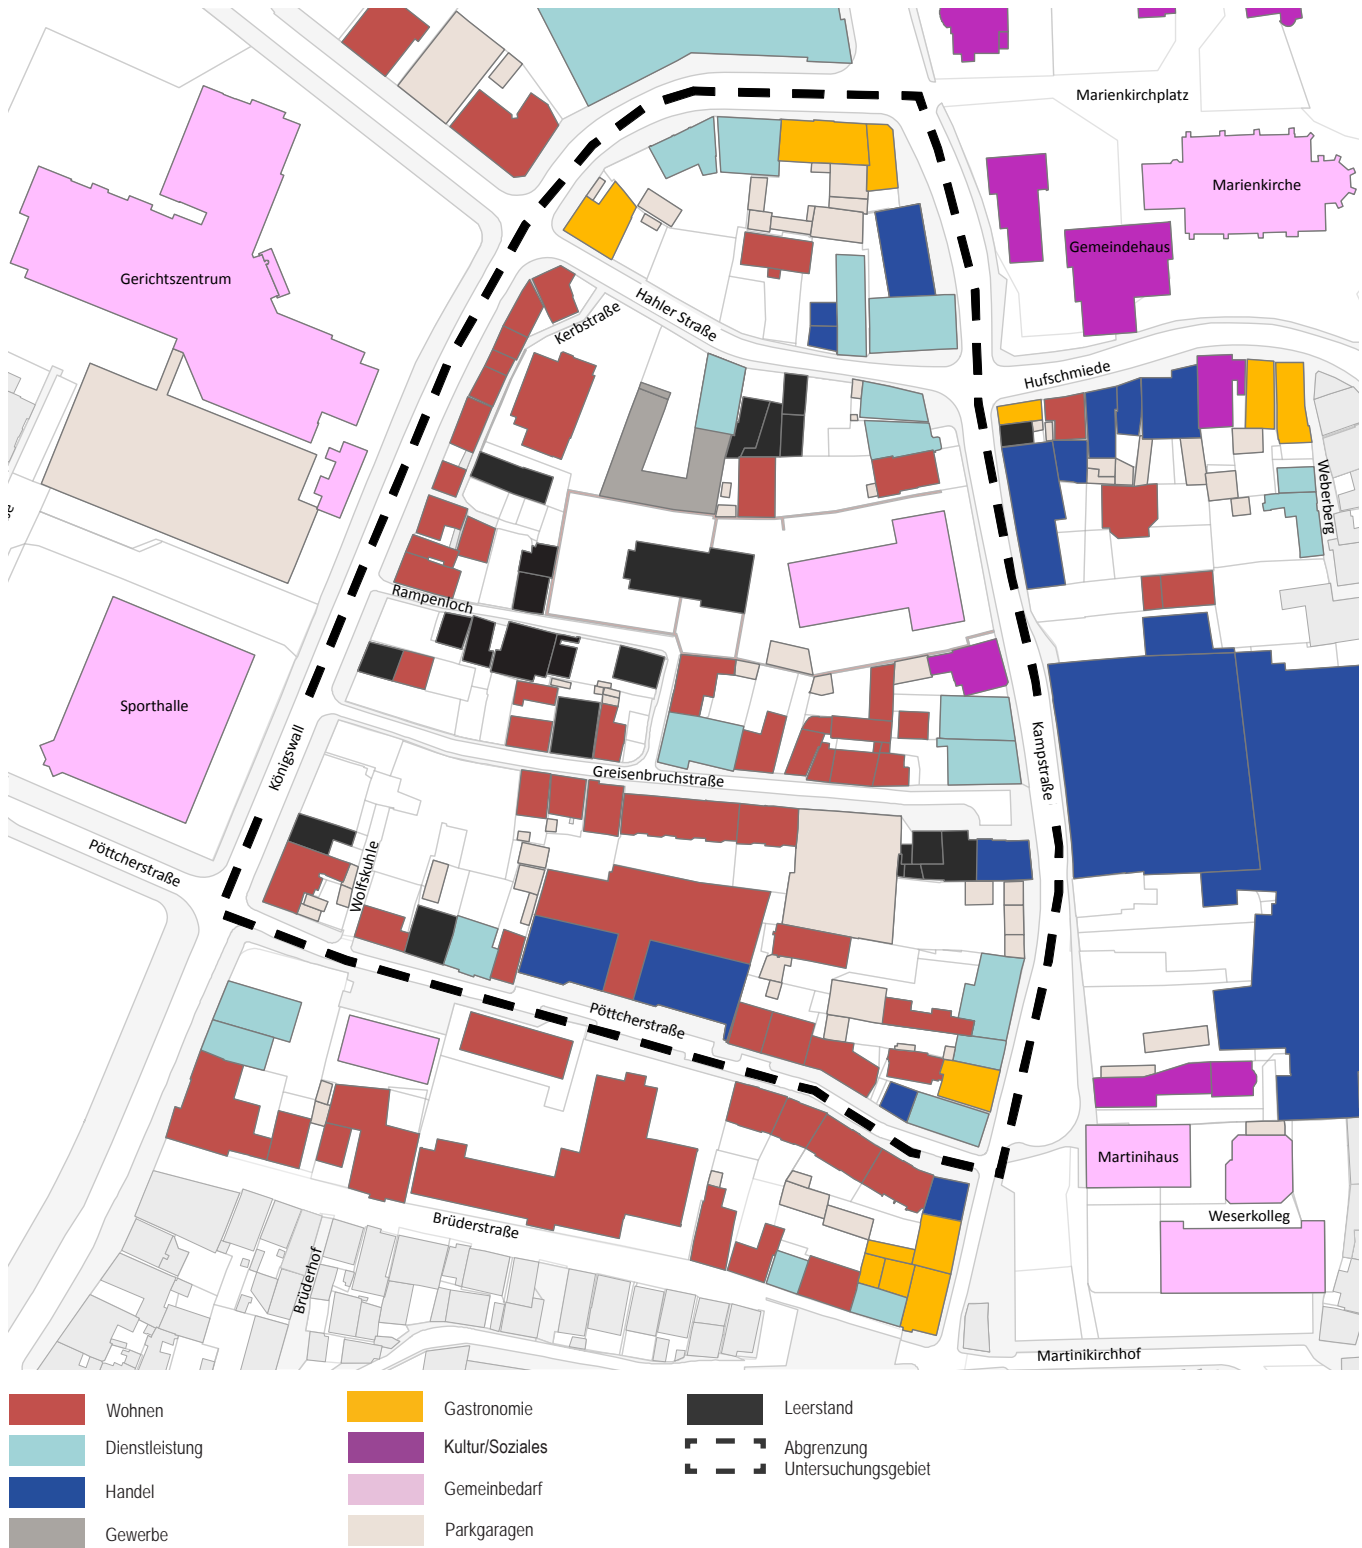 Marienkirchplatz
Marienkirche
Gemeindehaus
Gerichtszentrum
Hahler Straße
Kerbstraße
Hufschmiede
Weberberg
ge
Rampenloch
Sporthalle
Königswall
Kampstraße
Greisenbruchstraße
Pöttcherstraße
Wolfskuhle
Pöttcherstraße
Martinihaus
Weserkolleg
Brüderstraße
Brüderhof
Martinikirchhof
Wohnen
Dienstleistung
Handel
Gewerbe
Gastronomie
Kultur/Soziales
Gemeinbedarf
Parkgaragen
Leerstand
Abgrenzung
Untersuchungsgebiet